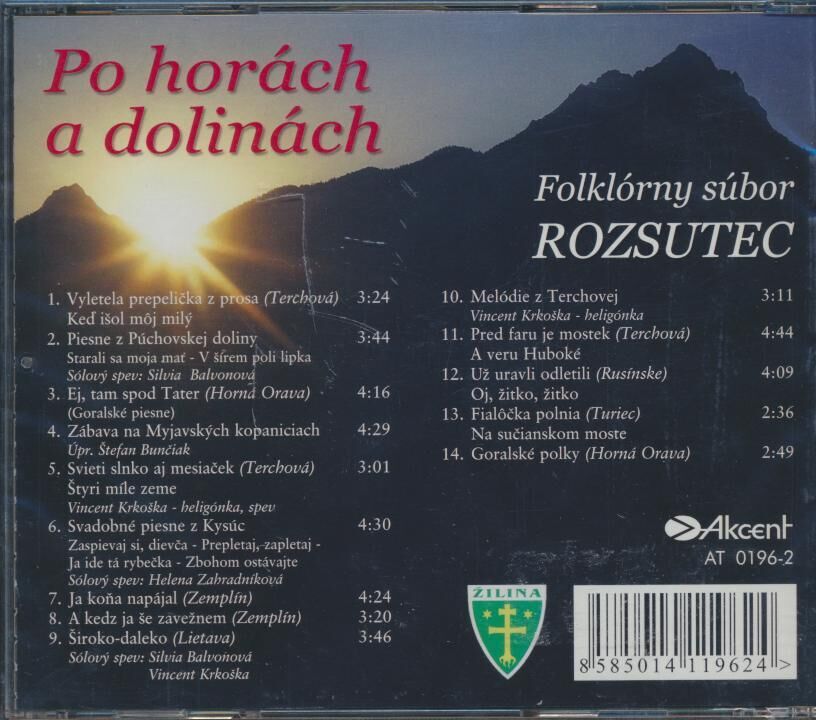 Po horách
a dolinách
Folklórny súbor
ROZSUTEC
1. Vyletela prepelička z prosa (Terchová) 3:24
Keď išol môj milý
2. Piesne z Púchovskej doliny 3:44
Starali sa moja mať - V šírem poli lipka
Sólový spev: Silvia Balvonová
3. Ej, tam spod Tater (Horná Orava) 4:16
(Goralské piesne)
4. Zábava na Myjavských kopaniciach 4:29
Úpr. Štefan Bunčiak
5. Svieti slnko aj mesiaček (Terchová) 3:01
Štyri míle zeme
Vincent Krkoška - heligónka, spev
6. Svadobné piesne z Kysúc 4:30
Zaspievaj si, dievča - Prepletaj, zapletaj -
Ja ide tá rybečka - Zbohom ostávajte
Sólový spev: Helena Zahradníková
7. Ja koňa napájal (Zemplín) 4:24
8. A kedz ja še zavežnem (Zemplín) 3:20
9. Široko-daleko (Lietava) 3:46
Sólový spev: Silvia Balvonová
Vincent Krkoška
10. Melódie z Terchovej 3:11
Vincent Krkoška - heligónka
11. Pred faru je mostek (Terchová) 4:44
A veru Huboké
12. Už uravli odletili (Rusínske) 4:09
Oj, žitko, žitko
13. Fialôčka polnia (Turiec) 2:36
Na sučianskom moste
14. Goralské polky (Horná Orava) 2:49
Akcent
AT 0196-2
ŽILINA
8 585014 119624 >